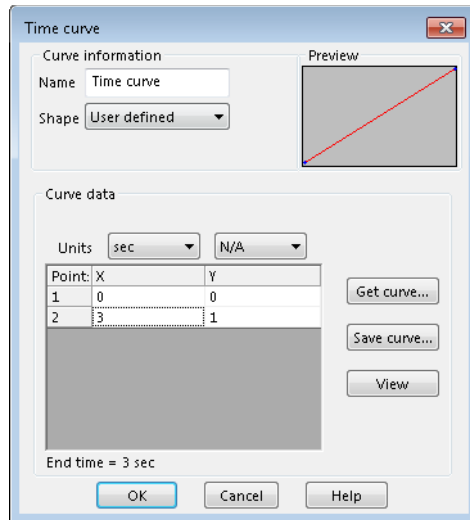 Time curve
Curve information
Preview
Name Time curve
Shape User defined
Curve data
Units sec N/A
Point: X Y
1 0 0
2 3 1
Get curve...
Save curve...
View
End time = 3 sec
OK Cancel Help